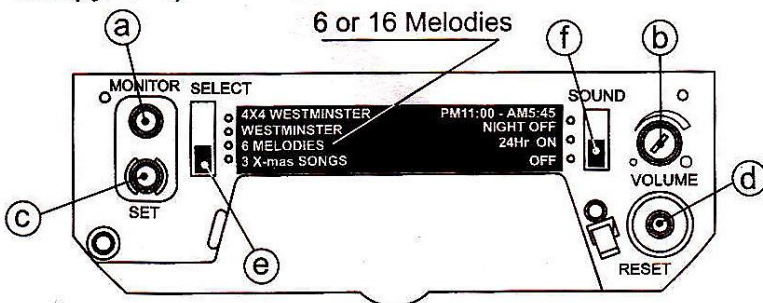 6 or 16 Melodies
a
f
b
MONITOR
SELECT
SOUND
4X4 WESTMINSTER
PM11:00 - AM5:45
WESTMINSTER
NIGHT OFF
6 MELODIES
24Hr ON
3 X-mas SONGS
OFF
VOLUME
c
d
SET
e
RESET